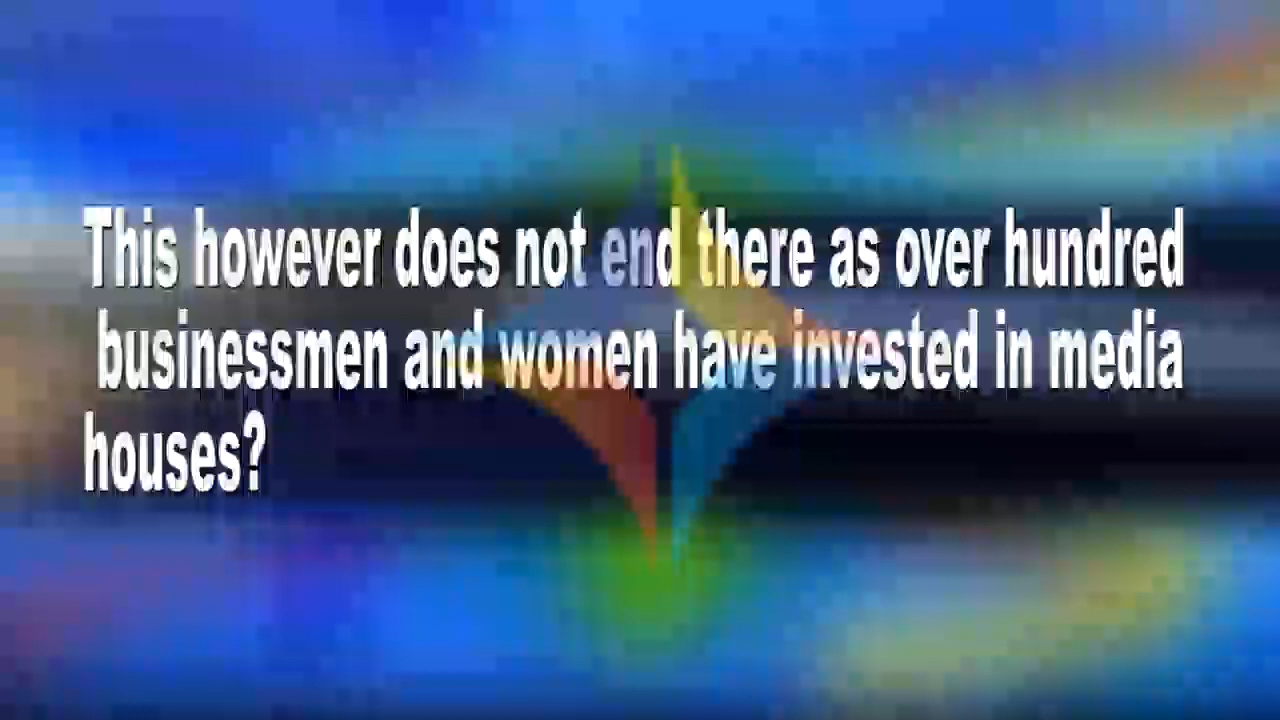 This however does not end there as over hundred
businessmen and women have invested in media
houses?